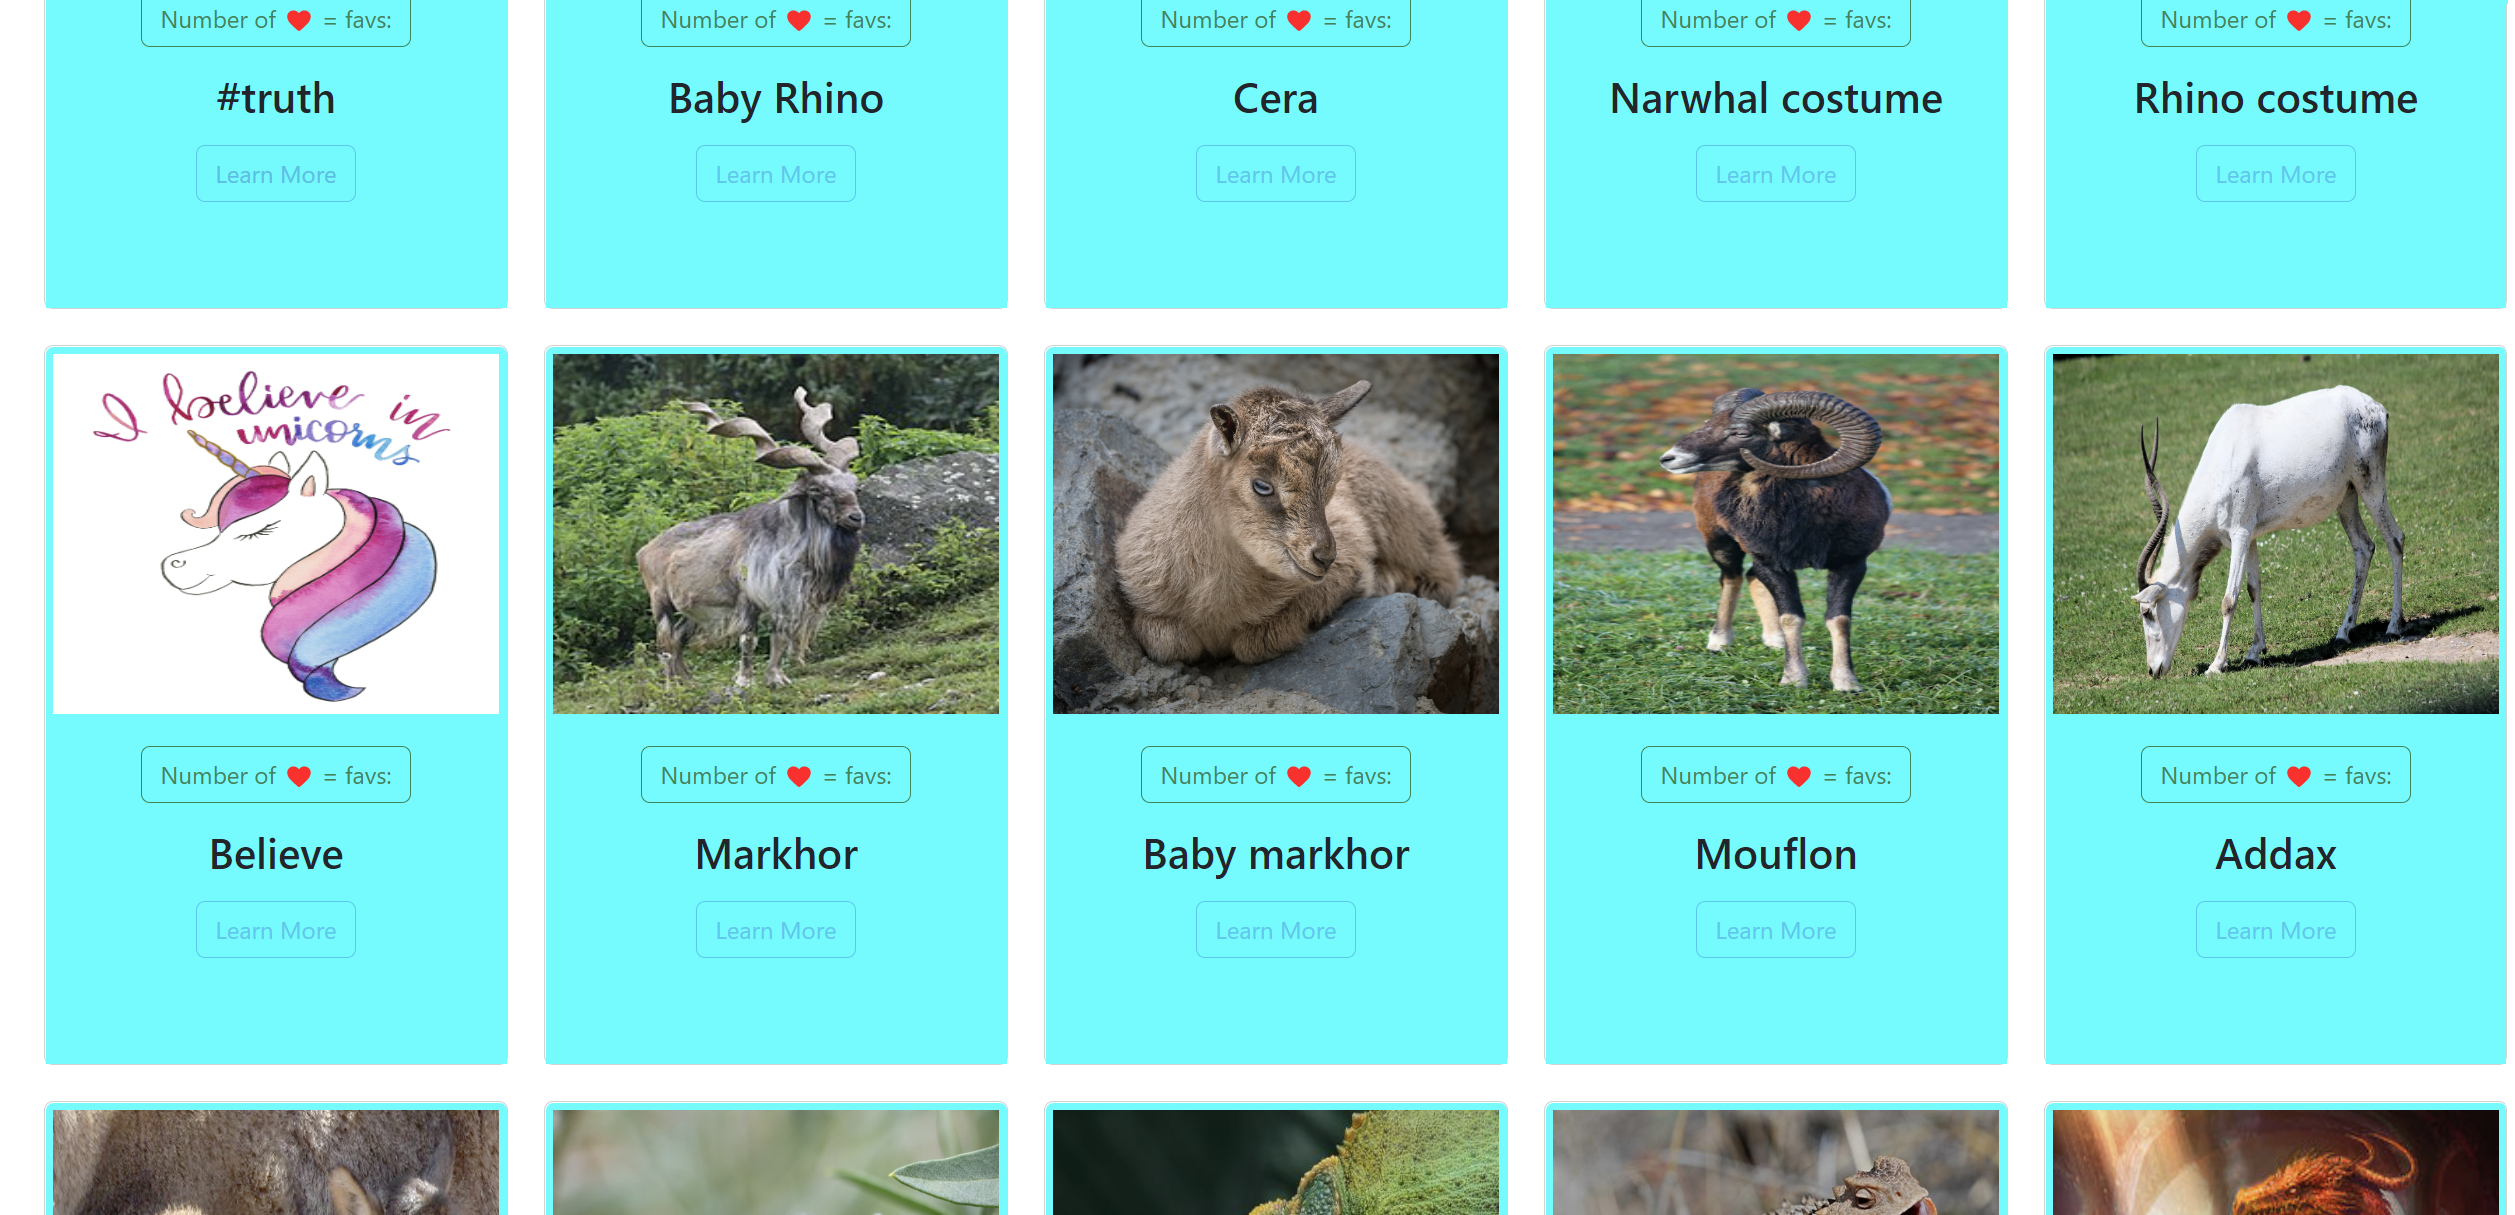 Number of ❤ = favs:
Number of ❤ = favs:
Number of ❤ = favs:
Number of ❤ = favs:
Number of ❤ = favs:
#truth
Baby Rhino
Cera
Narwhal costume
Rhino costume
Learn More
Learn More
Learn More
Learn More
Learn More
I believe in
unicorns
Number of ❤ = favs:
Number of ❤ = favs:
Number of ❤ = favs:
Number of ❤ = favs:
Number of ❤ = favs:
Believe
Markhor
Baby markhor
Mouflon
Addax
Learn More
Learn More
Learn More
Learn More
Learn More